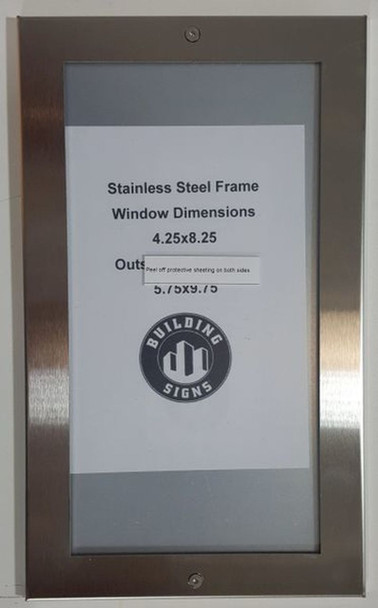 Stainless Steel Frame
Window Dimensions
4.25x8.25
Outs
Peel off protective sheeting on both sides
5.75x9.75
BUILDING
SIGNS